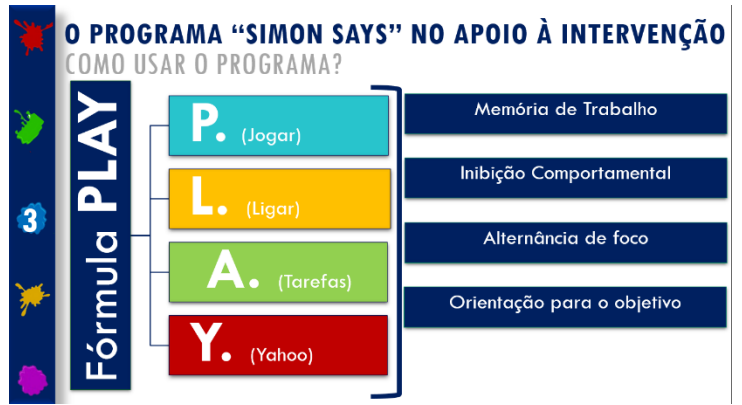 O PROGRAMA “SIMON SAYS” NO APOIO À INTERVENÇÃO
COMO USAR O PROGRAMA?
Fórmula PLAY
P. (Jogar)
L. (Ligar)
A. (Tarefas)
Y. (Yahoo)
Memória de Trabalho
Inibição Comportamental
Alternância de foco
Orientação para o objetivo
3